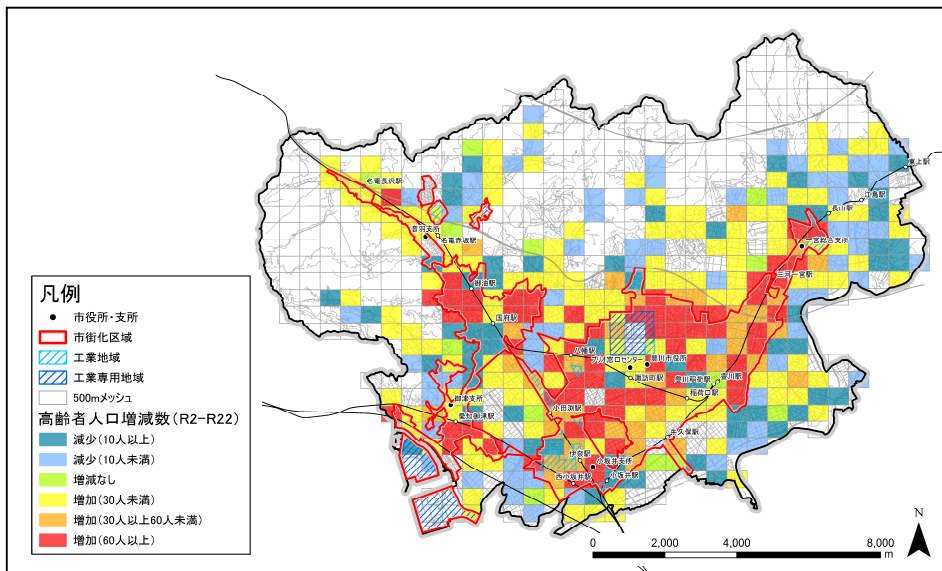 東上駅
江島駅
名電長沢駅
長山駅
音羽支所
名電赤坂駅
一宮総合支所
三河一宮駅
御油駅
国府駅
八幡駅
プリオ窓口センター
豊川市役所
諏訪町駅
豊川稲荷駅
豊川駅
稲荷口駅
御津支所
愛知御津駅
小田渕駅
牛久保駅
伊奈駅
小坂井支所
西小坂井駅
小坂井駅
凡例
市役所・支所
市街化区域
工業地域
工業専用地域
500mメッシュ
高齢者人口増減数(R2-R22)
減少(10人以上)
減少(10人未満)
増減なし
増加(30人未満)
増加(30人以上60人未満)
増加(60人以上)
N
0 2,000 4,000 8,000
m